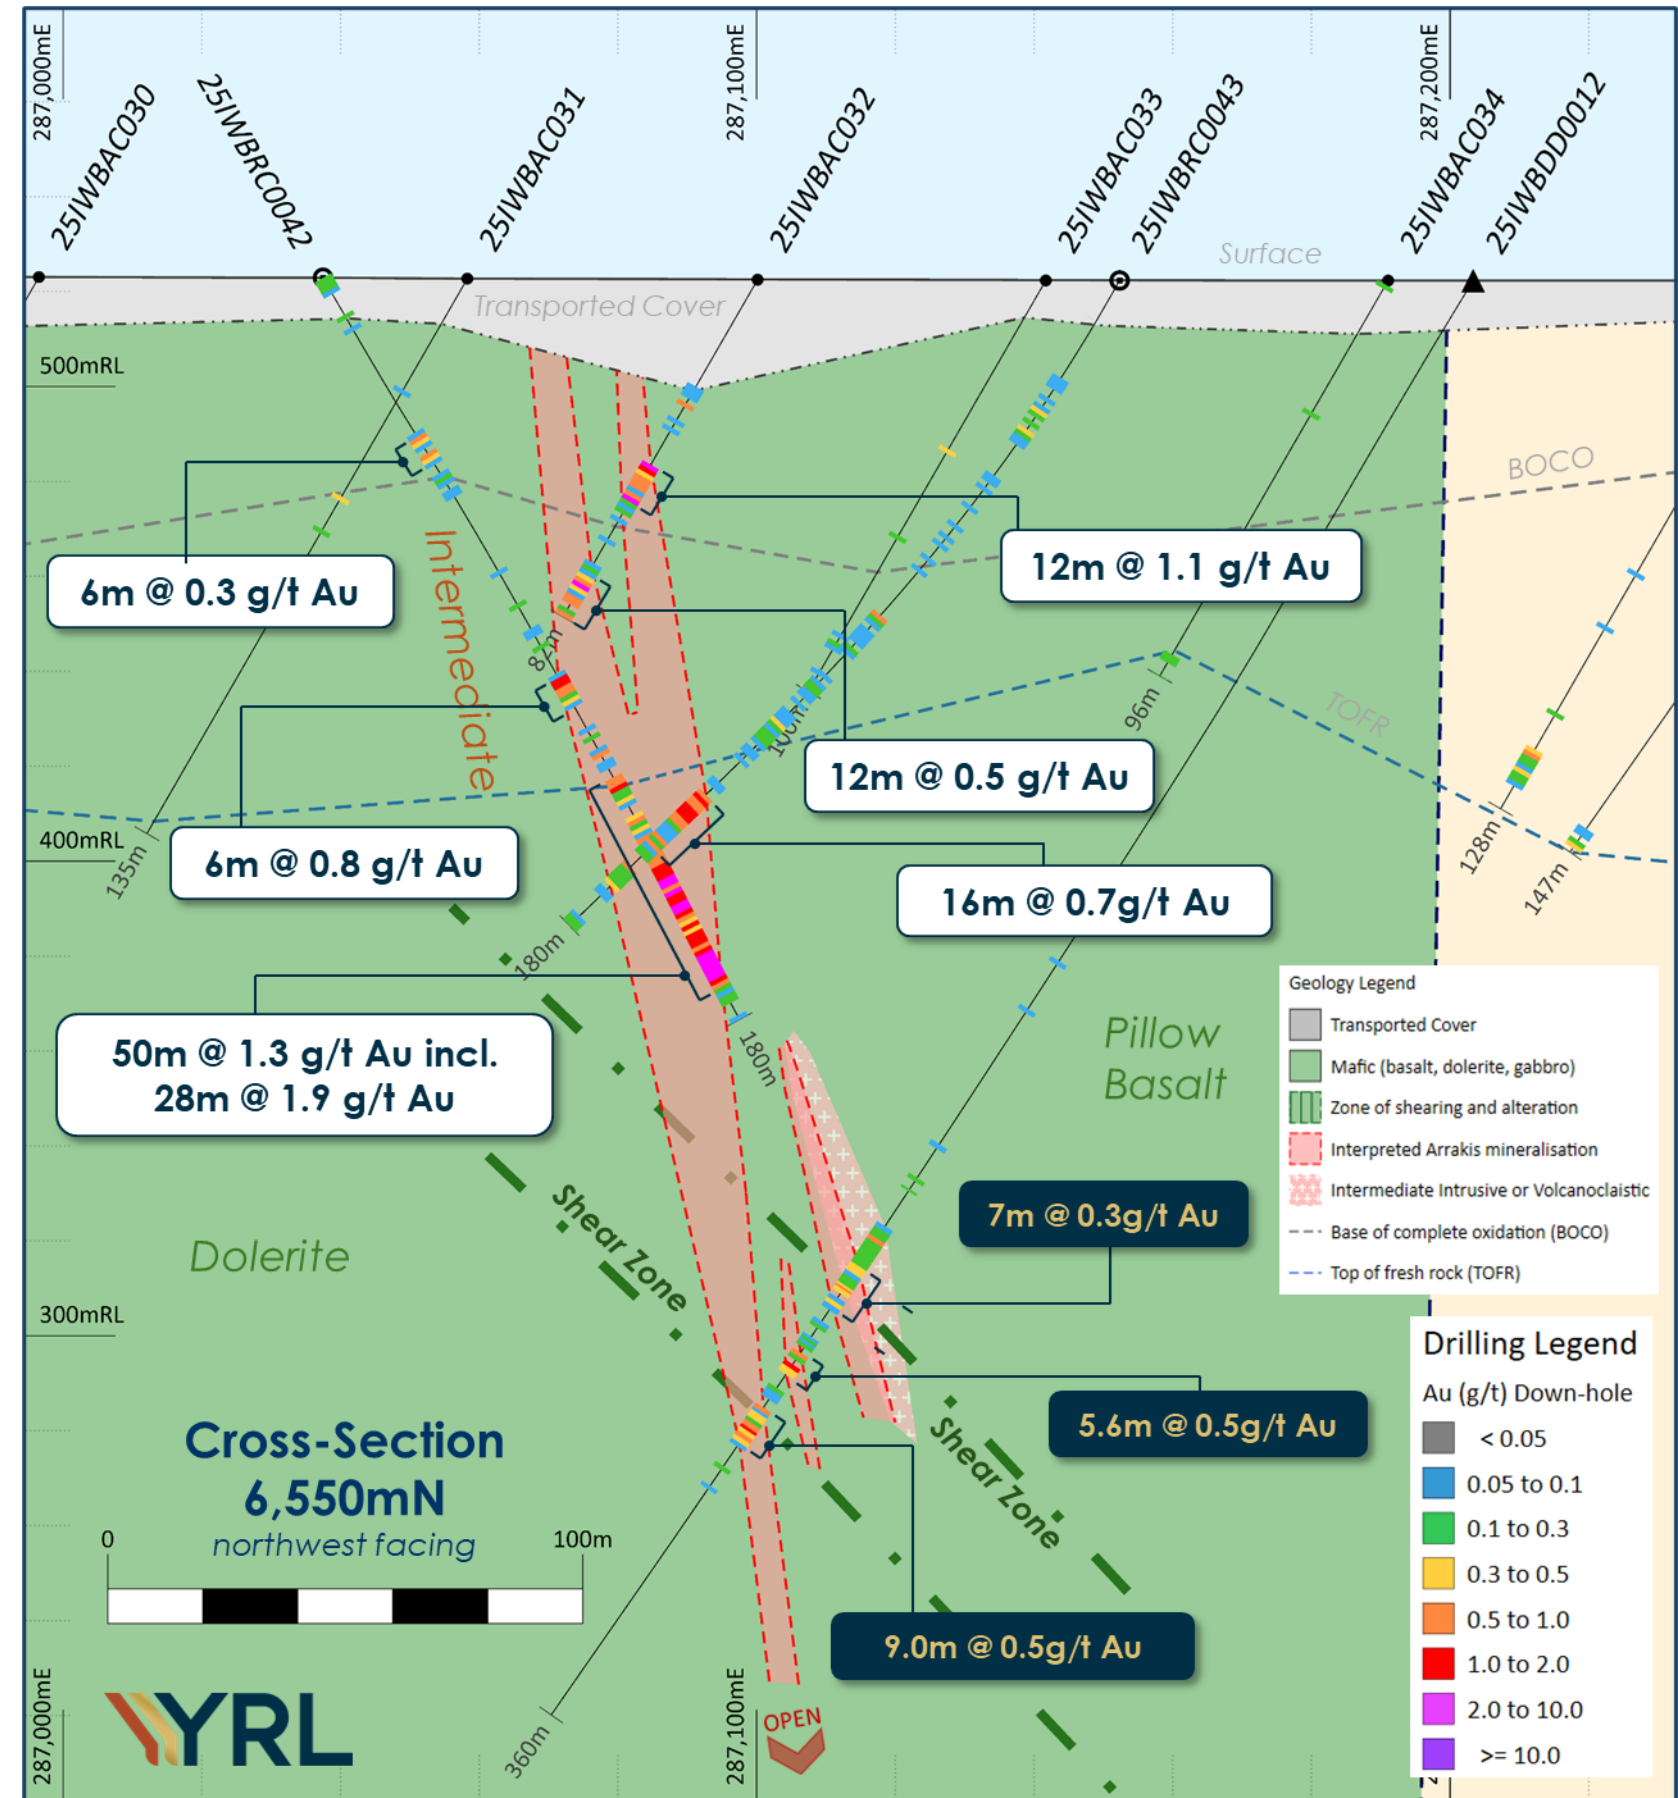 287,000mE
287,100mE
287,200mE
25IWBAC030
25IWBRC0042
25IWBAC031
25IWBAC032
25IWBAC033
25IWBRC0043
25IWBAC034
25IWBDD0012
Surface
Transported Cover
500mRL
BOCO
Intermediate
6m @ 0.3 g/t Au
12m @ 1.1 g/t Au
82m
96m
TOFR
100m
12m @ 0.5 g/t Au
400mRL
135m
6m @ 0.8 g/t Au
128m
147m
16m @ 0.7g/t Au
180m
50m @ 1.3 g/t Au incl.
28m @ 1.9 g/t Au
180m
Pillow
Basalt
Geology Legend
Transported Cover
Mafic (basalt, dolerite, gabbro)
Zone of shearing and alteration
Interpreted Arrakis mineralisation
Intermediate Intrusive or Volcanoclaistic
Base of complete oxidation (BOCO)
Top of fresh rock (TOFR)
7m @ 0.3g/t Au
Shear Zone
Dolerite
300mRL
5.6m @ 0.5g/t Au
Shear Zone
Drilling Legend
Au (g/t) Down-hole
< 0.05
0.05 to 0.1
0.1 to 0.3
0.3 to 0.5
0.5 to 1.0
1.0 to 2.0
2.0 to 10.0
>= 10.0
Cross-Section
6,550mN
northwest facing
0 100m
9.0m @ 0.5g/t Au
YRL
360m
OPEN
287,000mE
287,100mE